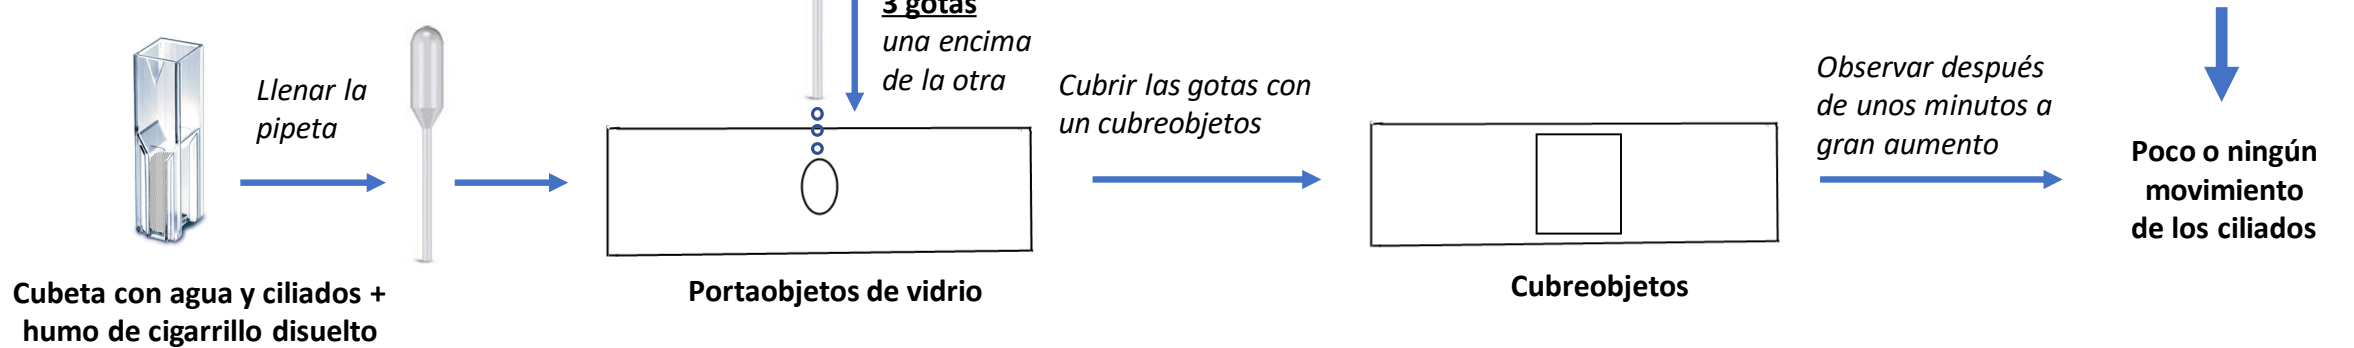 Llenar la
pipeta
3 gotas
una encima
de la otra
Cubrir las gotas con
un cubreobjetos
Observar después
de unos minutos a
gran aumento
Poco o ningún
movimiento
de los ciliados
Cubeta con agua y ciliados +
humo de cigarrillo disuelto
Portaobjetos de vidrio
Cubreobjetos